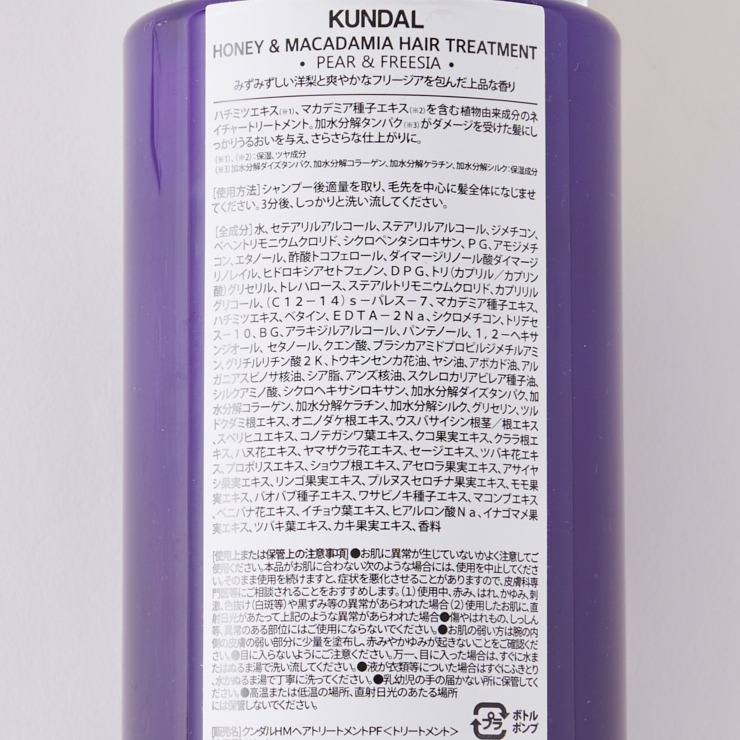 KUNDAL
HONEY & MACADAMIA HAIR TREATMENT
・ PEAR & FREESIA ・
みずみずしい洋梨と爽やかなフリージアを包んだ上品な香り
ハチミツエキス(※1)、マカデミア種子エキス(※2)を含む植物由来成分のネ
イチャートリートメント。加水分解タンパク(※3)がダメージを受けた髪にし
っかりうるおいを与え、さらさらな仕上がりに。
(※1)、(※2):保湿、ツヤ成分
(※3)加水分解ダイズタンパク、加水分解コラーゲン、加水分解ケラチン、加水分解シルク:保湿成分
[使用方法]シャンプー後適量を取り、毛先を中心に髪全体になじませ
てください。3分後、しっかりと洗い流してください。
[全成分]水、セテアリルアルコール、ステアリルアルコール、ジメチコン、
ベヘントリモニウムクロリド、シクロペンタシロキサン、PG、アモジメチ
コン、エタノール、酢酸トコフェロール、ダイマージリノール酸ダイマージ
リノレイル、ヒドロキシアセトフェノン、DPG、トリ(カプリル/カプリン
酸)グリセリル、トレハロース、ステアルトリモニウムクロリド、カプリリル
グリコール、(C12-14)s-パレス-7、マカデミア種子エキス、
ハチミツエキス、ベタイン、EDTA-2Na、シクロメチコン、トリデセ
ス-10、BG、アラキジルアルコール、パンテノール、1,2-ヘキサ
ンジオール、セタノール、クエン酸、ブラシカアミドプロピルジメチルアミ
ン、グリチルリチン酸2K、トウキンセンカ花油、ヤシ油、アボカド油、アル
ガニアスピノサ核油、シア脂、アンズ核油、スクレロカリアビレア種子油、
シルクアミノ酸、シクロヘキサシロキサン、加水分解ダイズタンパク、加
水分解コラーゲン、加水分解ケラチン、加水分解シルク、グリセリン、ツル
ドクダミ根エキス、オニノダケ根エキス、ウスバサイシン根茎/根エキス
、スベリヒユエキス、コノテガシワ葉エキス、クコ果実エキス、クララ根エ
キス、ハス花エキス、ヤマザクラ花エキス、セージエキス、ツバキ花エキ
ス、プロポリスエキス、ショウブ根エキス、アセロラ果実エキス、アサイヤ
シ果実エキス、リンゴ果実エキス、プルヌスセロチナ果実エキス、モモ果
実エキス、バオバブ種子エキス、ワサビノキ種子エキス、マコンブエキス
、ベニバナ花エキス、イチョウ葉エキス、ヒアルロン酸Na、イナゴマメ果
実エキス、ツバキ葉エキス、カキ果実エキス、香料
[使用上または保管上の注意事項]●お肌に異常が生じていないかよく注意してご
使用ください。本品がお肌に合わない次のような場合には、使用を中止してくださ
い。そのまま使用を続けますと、症状を悪化させることがありますので、皮膚科専
門医等にご相談されることをおすすめします。(1)使用中、赤み、はれ、かゆみ、刺
激、色抜け(白斑等)や黒ずみ等の異常があらわれた場合(2)使用したお肌に、直
射日光があたって上記のような異常があらわれた場合●傷やはれもの、しっしん
等、異常のある部位にはご使用にならないでください。●お肌の弱い方は腕の内
側の皮膚の弱い部分に少量を塗布し、赤みやかゆみが起きないことをご確認くだ
さい。●目に入らないようにご注意ください。万一、目に入った場合は、すぐに水ま
たはぬるま湯で洗い流してください。●液が衣類等についた場合はすぐにふきとり、
水かぬるま湯で丁寧に洗ってください。●乳幼児の手の届かない所に保管してく
ださい。●高温または低温の場所、直射日光のあたる場所
には保管しないでください。
[販売名]クンダルHMヘアトリートメントPF<トリートメント>
プラ
ボトル
ポンプ